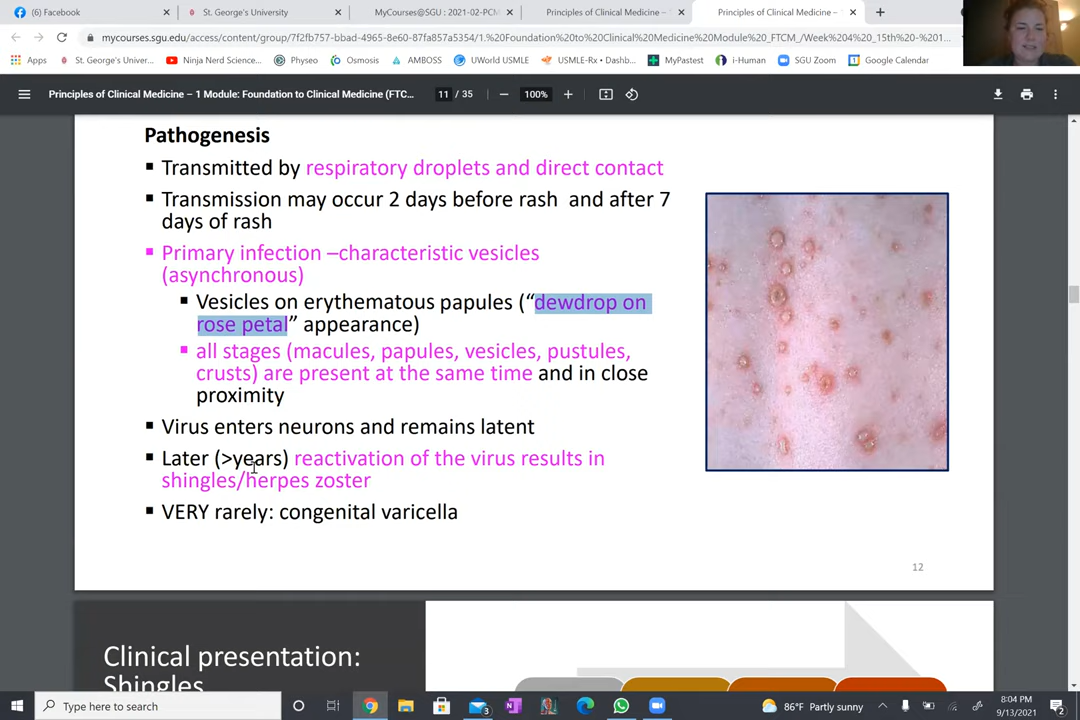 (6) Facebook
St. George's University
MyCourses@SGU : 2021-02-PCM
Principles of Clinical Medicine –
Principles of Clinical Medicine –
mycourses.sgu.edu/access/content/group/7f2fb757-bbad-4965-8e60-87fa857a5354/1.%20Foundation%20to%20Clinical%20Medicine%20Module%20_FTCM_/Week%204%20_15th%20-%201...
Apps
St. George's Univer...
Ninja Nerd Science...
Physeo
Osmosis
AMBOSS
UWorld USMLE
USMLE-Rx • Dashb...
MyPastest
i-Human
SGU Zoom
Google Calendar
Principles of Clinical Medicine – 1 Module: Foundation to Clinical Medicine (FTC...
11 / 35
100%
Pathogenesis
▪ Transmitted by respiratory droplets and direct contact
▪ Transmission may occur 2 days before rash and after 7
days of rash
▪ Primary infection –characteristic vesicles
(asynchronous)
▪ Vesicles on erythematous papules (“dewdrop on
rose petal” appearance)
▪ all stages (macules, papules, vesicles, pustules,
crusts) are present at the same time and in close
proximity
▪ Virus enters neurons and remains latent
▪ Later (>years) reactivation of the virus results in
shingles/herpes zoster
▪ VERY rarely: congenital varicella
12
Clinical presentation:
Shingles
Type here to search
3
86°F Partly sunny
8:04 PM
9/13/2021
2